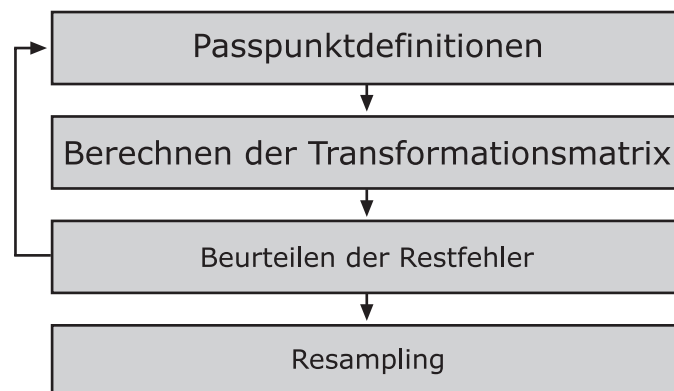 Passpunktdefinitionen
Berechnen der Transformationsmatrix
Beurteilen der Restfehler
Resampling